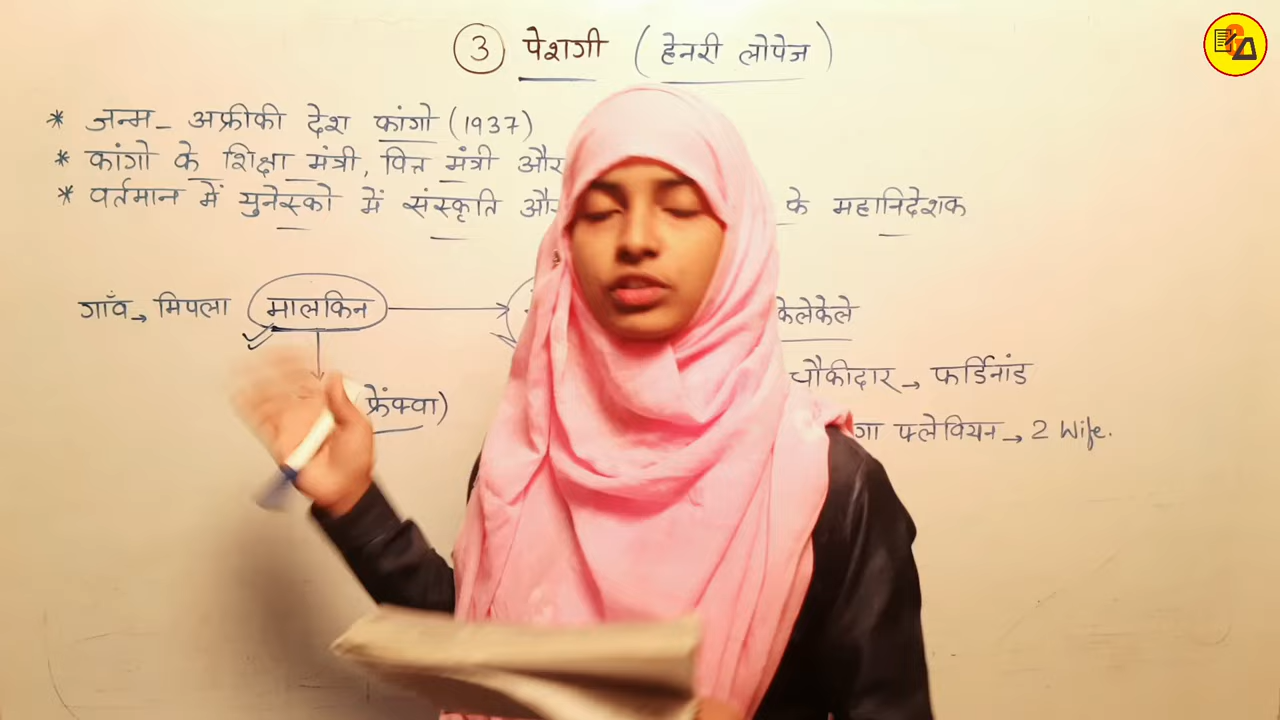 ③ पेशगी (हेनरी लोपेज)
* जन्म - अफ्रीकी देश कांगो (1937)
* कांगो के शिक्षा मंत्री, पित्त मंत्री और
* वर्तमान में युनेस्को में संस्कृति और के महानिदेशक
गाँव → मिपला मालकिन → केलेकेले
चौकीदार → फर्डिनांड
फ्रेंक्वा) गा फ्लेवियन → 2 Wife.